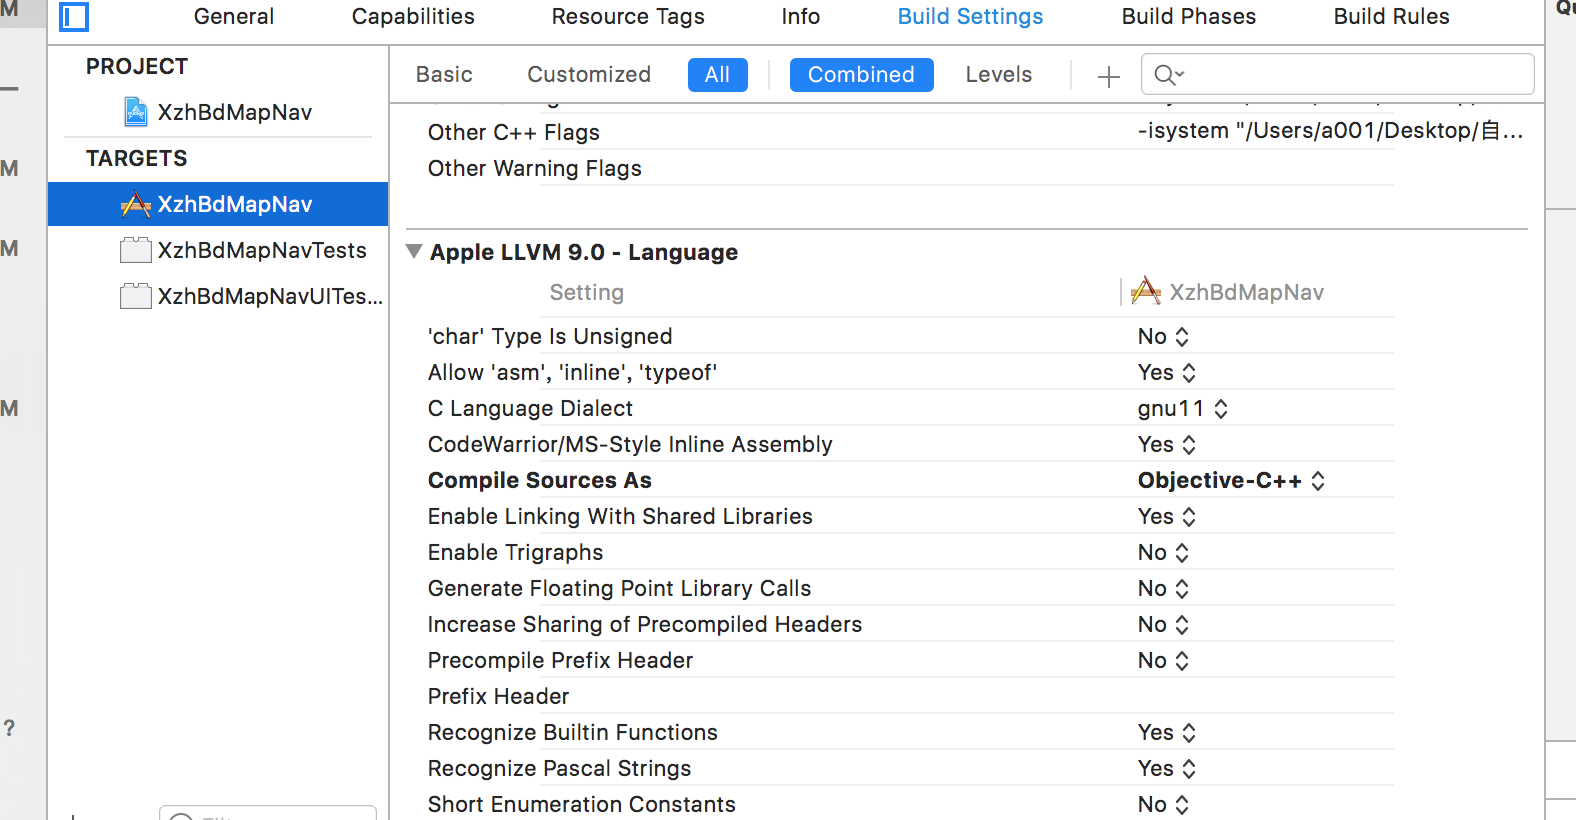 M
General Capabilities Resource Tags Info Build Settings Build Phases Build Rules
PROJECT
XzhBdMapNav
TARGETS
XzhBdMapNav
XzhBdMapNavTests
XzhBdMapNavUITes...
M
M
M
?
Basic Customized All Combined Levels +
Other C++ Flags -isystem "/Users/a001/Desktop/自...
Other Warning Flags
Apple LLVM 9.0 - Language
Setting XzhBdMapNav
'char' Type Is Unsigned No
Allow 'asm', 'inline', 'typeof' Yes
C Language Dialect gnu11
CodeWarrior/MS-Style Inline Assembly Yes
Compile Sources As Objective-C++
Enable Linking With Shared Libraries Yes
Enable Trigraphs No
Generate Floating Point Library Calls No
Increase Sharing of Precompiled Headers No
Precompile Prefix Header No
Prefix Header
Recognize Builtin Functions Yes
Recognize Pascal Strings Yes
Short Enumeration Constants No